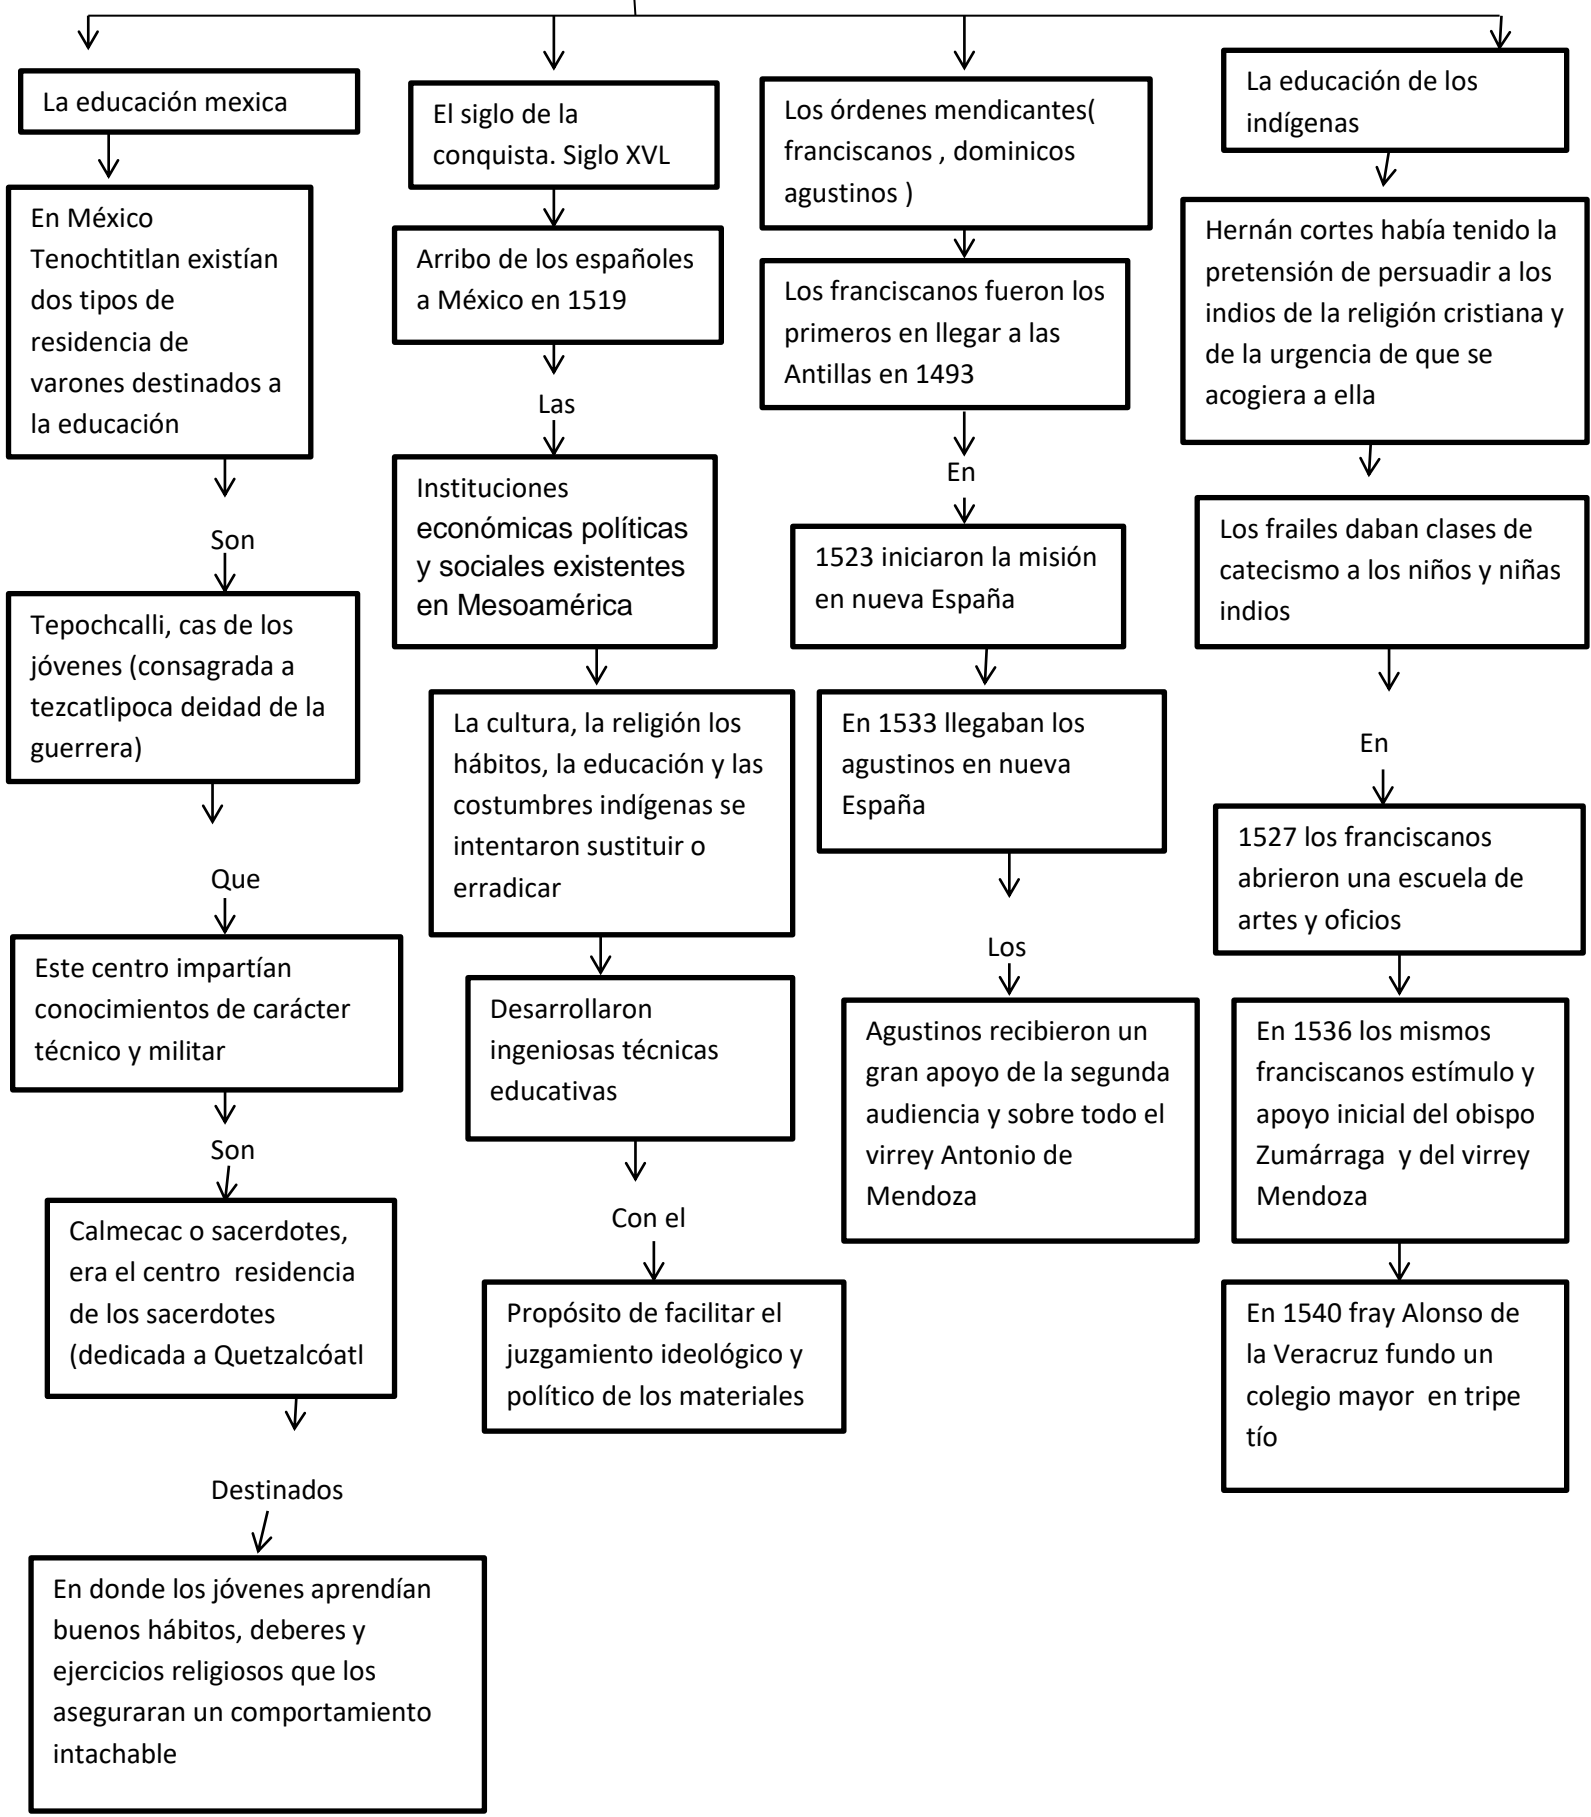 La educación mexica
En México
Tenochtitlan existían
dos tipos de
residencia de
varones destinados a
la educación
Son
Tepochcalli, cas de los
jóvenes (consagrada a
tezcatlipoca deidad de la
guerrera)
Que
Este centro impartían
conocimientos de carácter
técnico y militar
Son
Calmecac o sacerdotes,
era el centro  residencia
de los sacerdotes
(dedicada a Quetzalcóatl
Destinados
En donde los jóvenes aprendían
buenos hábitos, deberes y
ejercicios religiosos que los
aseguraran un comportamiento
intachable
El siglo de la
conquista. Siglo XVL
Arribo de los españoles
a México en 1519
Las
Instituciones
económicas políticas
y sociales existentes
en Mesoamérica
La cultura, la religión los
hábitos, la educación y las
costumbres indígenas se
intentaron sustituir o
erradicar
Desarrollaron
ingeniosas técnicas
educativas
Con el
Propósito de facilitar el
juzgamiento ideológico y
político de los materiales
Los órdenes mendicantes(
franciscanos , dominicos
agustinos )
Los franciscanos fueron los
primeros en llegar a las
Antillas en 1493
En
1523 iniciaron la misión
en nueva España
En 1533 llegaban los
agustinos en nueva
España
Los
Agustinos recibieron un
gran apoyo de la segunda
audiencia y sobre todo el
virrey Antonio de
Mendoza
La educación de los
indígenas
Hernán cortes había tenido la
pretensión de persuadir a los
indios de la religión cristiana y
de la urgencia de que se
acogiera a ella
Los frailes daban clases de
catecismo a los niños y niñas
indios
En
1527 los franciscanos
abrieron una escuela de
artes y oficios
En 1536 los mismos
franciscanos estímulo y
apoyo inicial del obispo
Zumárraga  y del virrey
Mendoza
En 1540 fray Alonso de
la Veracruz fundo un
colegio mayor  en tripe
tío